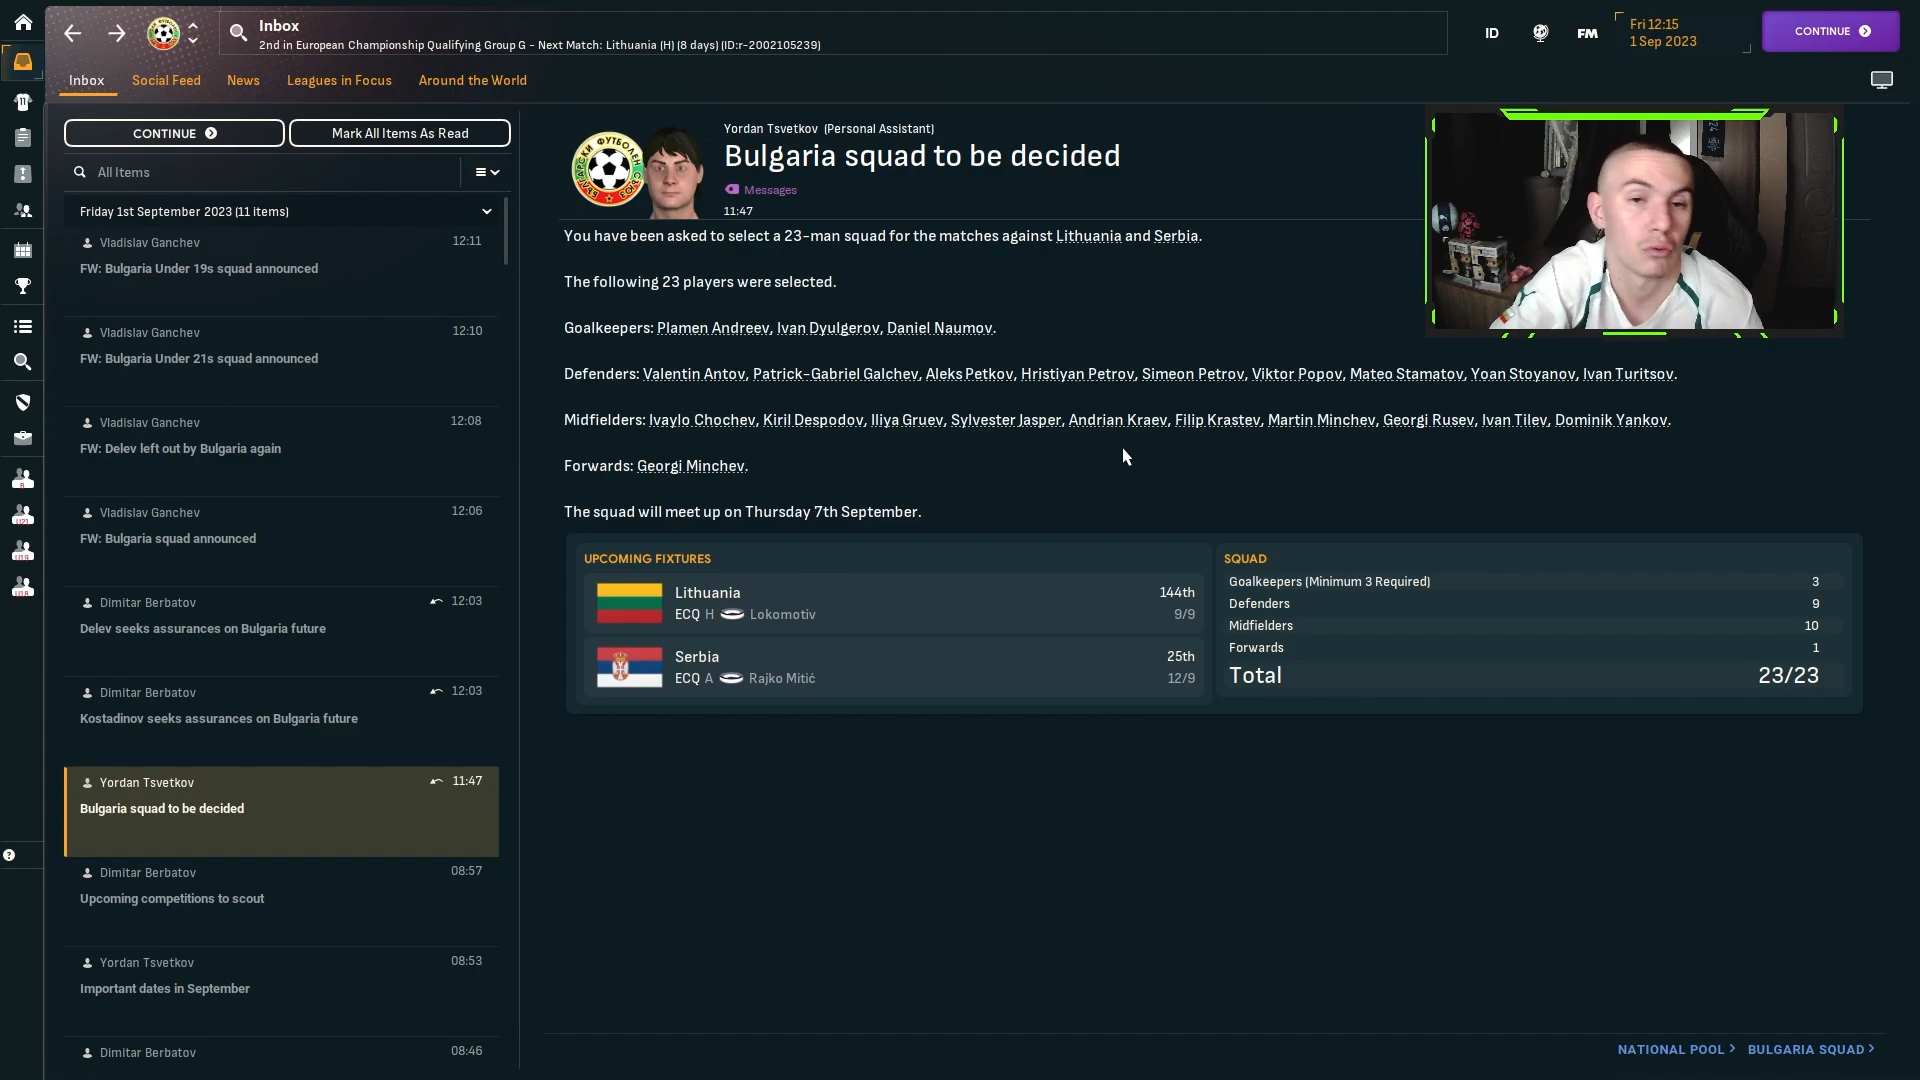 Inbox
2nd in European Championship Qualifying Group G - Next Match: Lithuania (H) (8 days) (ID:r-2002105239)
ID
FM
Fri 12:15
1 Sep 2023
CONTINUE
Inbox
Social Feed
News
Leagues in Focus
Around the World
CONTINUE
Mark All Items As Read
All Items
Friday 1st September 2023 (11 items)
Vladislav Ganchev 12:11
FW: Bulgaria Under 19s squad announced
Vladislav Ganchev 12:10
FW: Bulgaria Under 21s squad announced
Vladislav Ganchev 12:08
FW: Delev left out by Bulgaria again
Vladislav Ganchev 12:06
FW: Bulgaria squad announced
Dimitar Berbatov 12:03
Delev seeks assurances on Bulgaria future
Dimitar Berbatov 12:03
Kostadinov seeks assurances on Bulgaria future
Yordan Tsvetkov 11:47
Bulgaria squad to be decided
Dimitar Berbatov 08:57
Upcoming competitions to scout
Yordan Tsvetkov 08:53
Important dates in September
Dimitar Berbatov 08:46
БЪЛГАРСКИ ФУТБОЛЕН СЪЮЗ
Yordan Tsvetkov (Personal Assistant)
Bulgaria squad to be decided
Messages
11:47
You have been asked to select a 23-man squad for the matches against Lithuania and Serbia.
The following 23 players were selected.
Goalkeepers: Plamen Andreev, Ivan Dyulgerov, Daniel Naumov.
Defenders: Valentin Antov, Patrick-Gabriel Galchev, Aleks Petkov, Hristiyan Petrov, Simeon Petrov, Viktor Popov, Mateo Stamatov, Yoan Stoyanov, Ivan Turitsov.
Midfielders: Ivaylo Chochev, Kiril Despodov, Iliya Gruev, Sylvester Jasper, Andrian Kraev, Filip Krastev, Martin Minchev, Georgi Rusev, Ivan Tilev, Dominik Yankov.
Forwards: Georgi Minchev.
The squad will meet up on Thursday 7th September.
UPCOMING FIXTURES
Lithuania 144th
ECQ H Lokomotiv 9/9
Serbia 25th
ECQ A Rajko Mitić 12/9
SQUAD
Goalkeepers (Minimum 3 Required) 3
Defenders 9
Midfielders 10
Forwards 1
Total 23/23
NATIONAL POOL
BULGARIA SQUAD